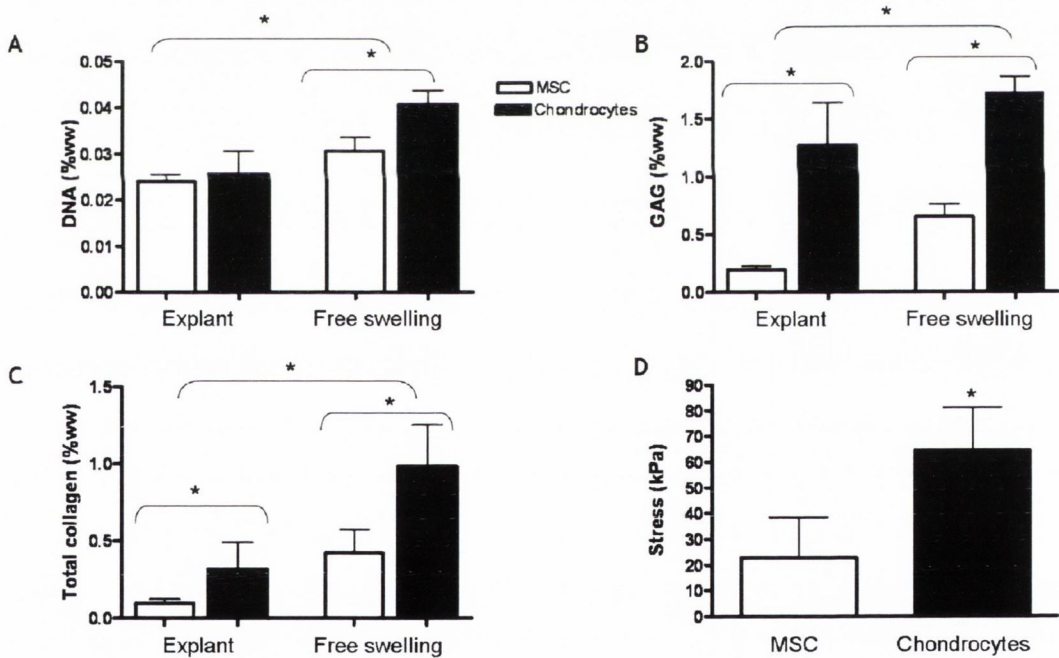 A
*
*
DNA (%ww)
0.05
0.04
0.03
0.02
0.01
0.00
Explant
Free swelling
MSC
Chondrocytes
B
*
*
*
GAG (%ww)
2.0
1.5
1.0
0.5
0.0
Explant
Free swelling
C
*
*
*
Total collagen (%ww)
1.5
1.0
0.5
0.0
Explant
Free swelling
D
*
Stress (kPa)
90
80
70
60
50
40
30
20
10
0
MSC
Chondrocytes